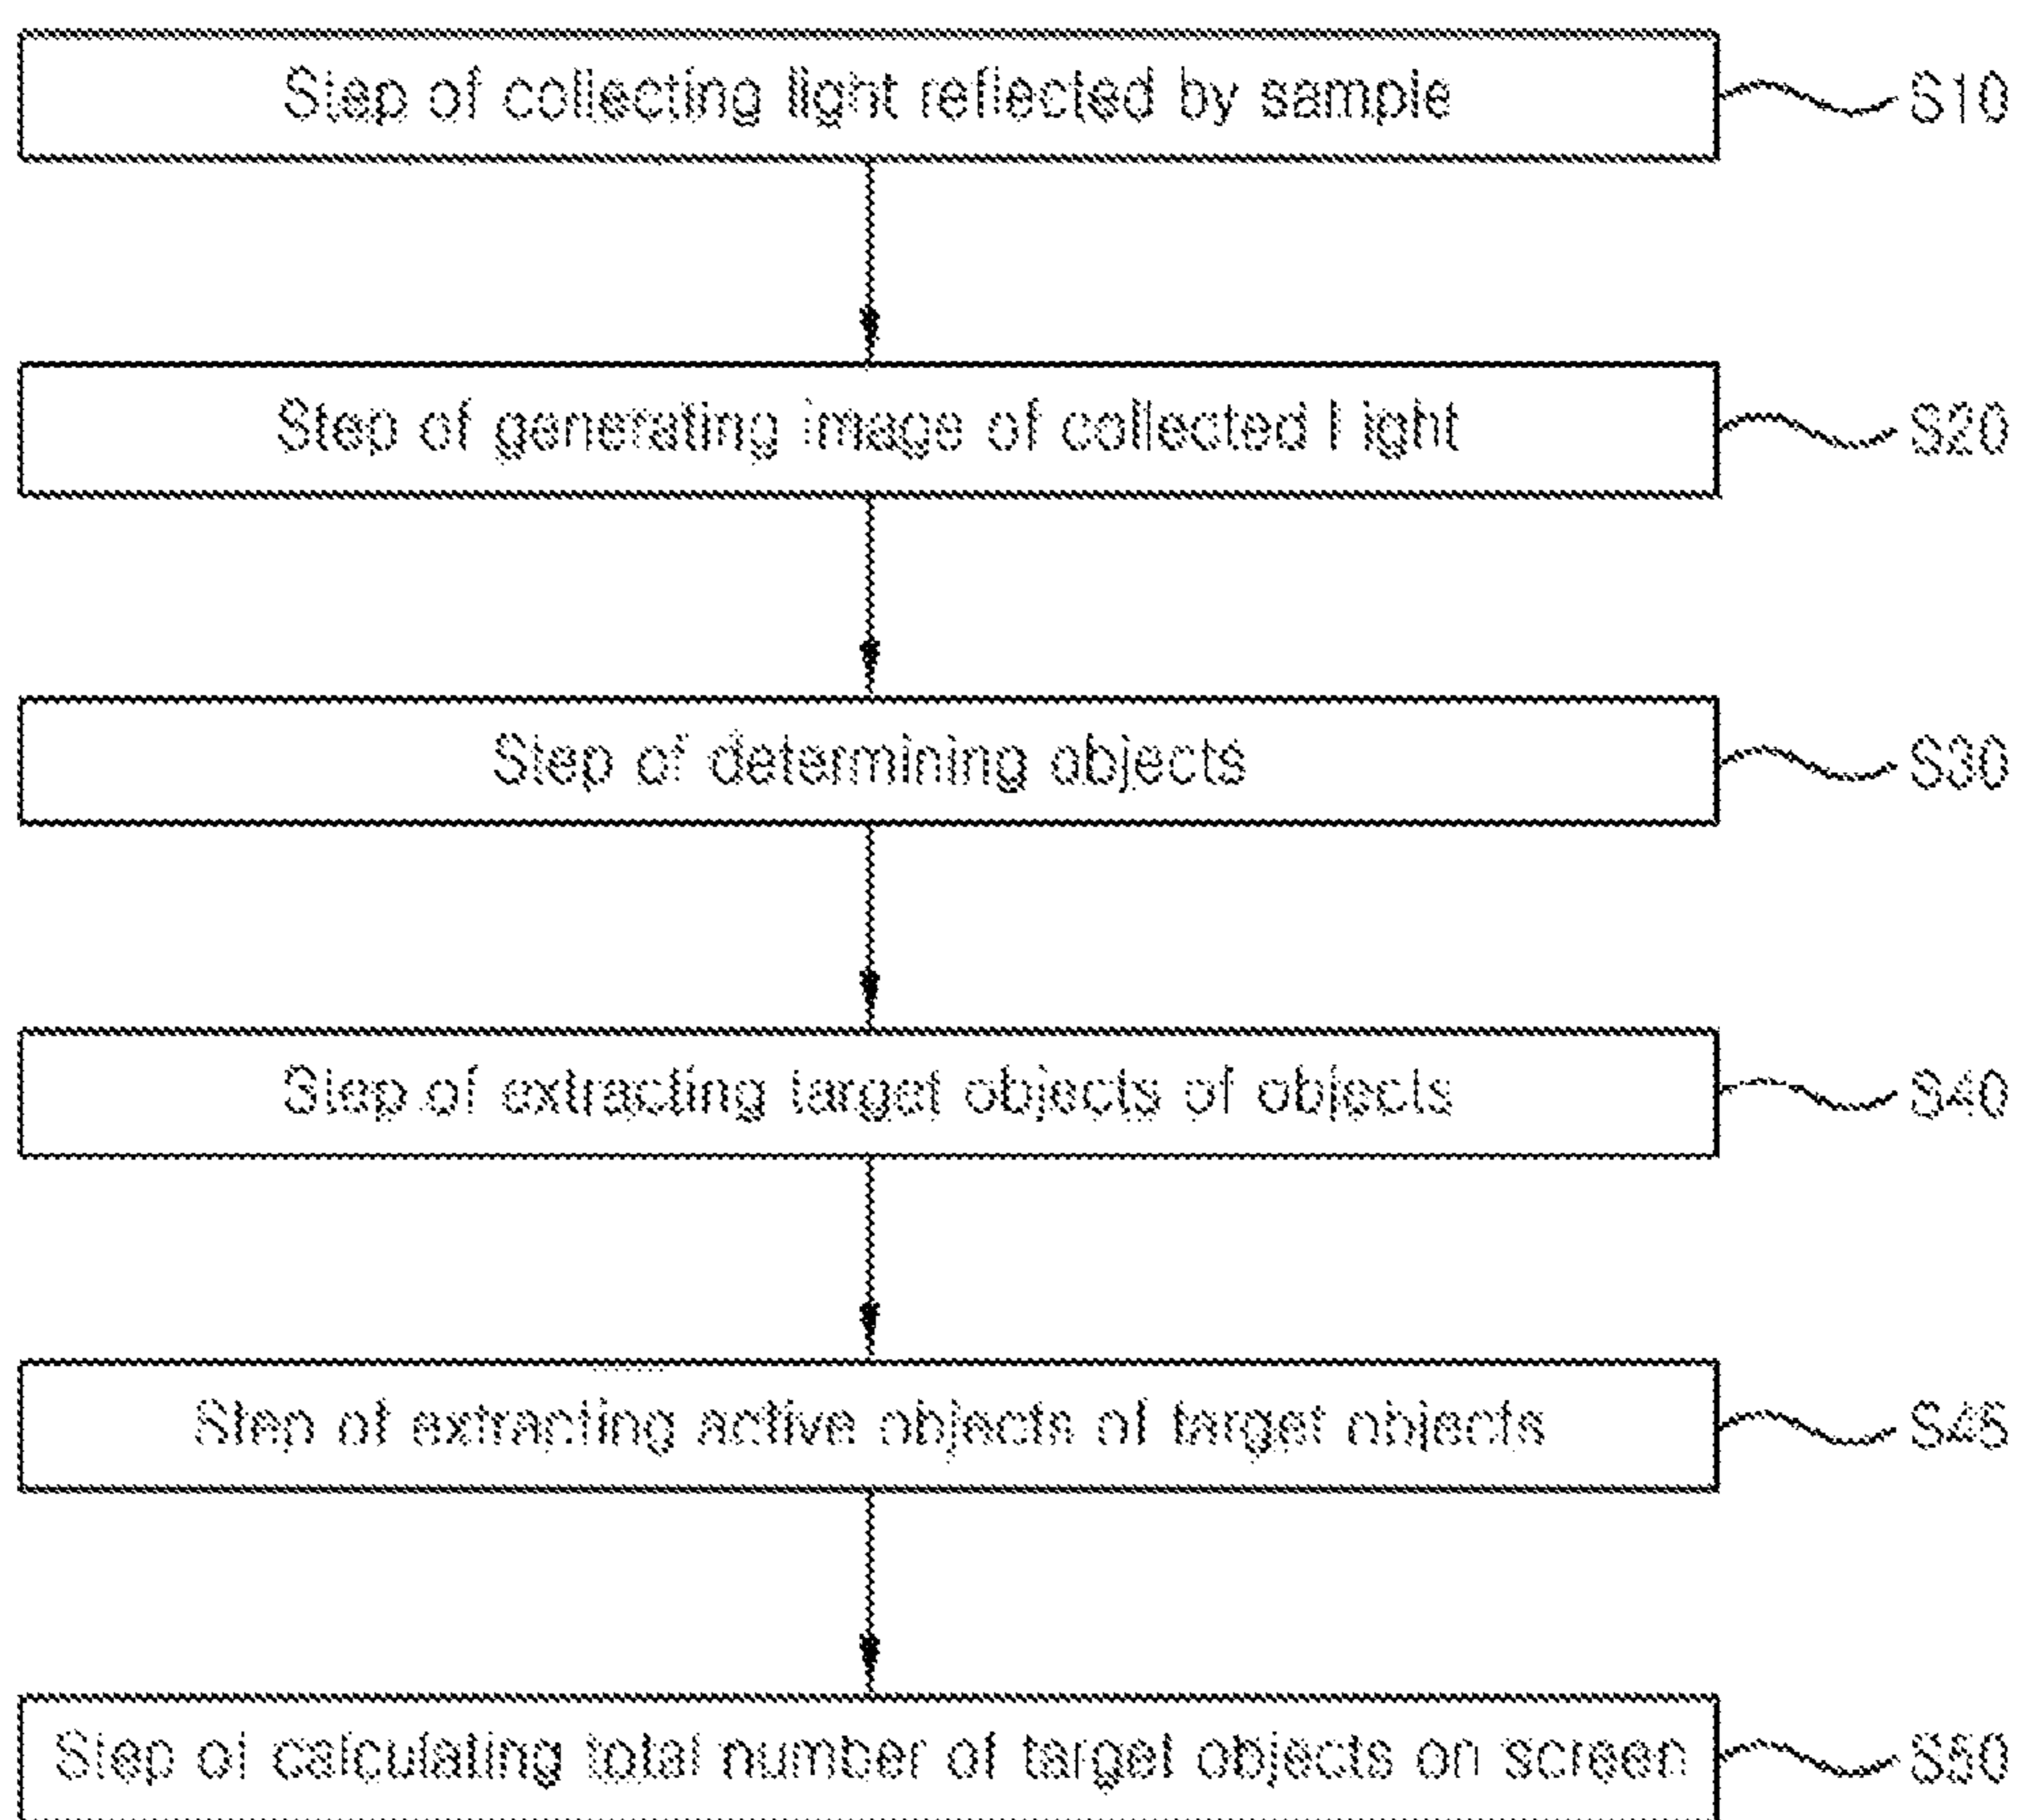 Step of collecting light reflected by sample S10
Step of generating image of collected light S20
Step of determining objects S30
Step of extracting target objects of objects S40
Step of extracting active objects of target objects S45
Step of calculating total number of target objects on screen S50